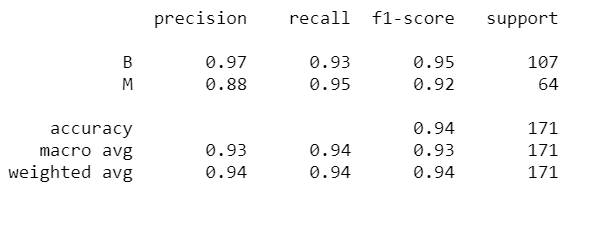 precision recall f1-score support
B 0.97 0.93 0.95 107
M 0.88 0.95 0.92 64
accuracy 0.94 171
macro avg 0.93 0.94 0.93 171
weighted avg 0.94 0.94 0.94 171